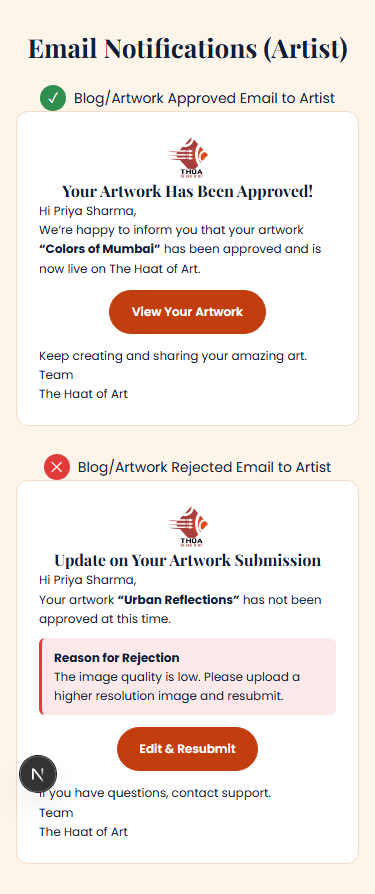 Email Notifications (Artist)
Blog/Artwork Approved Email to Artist
THOA
Your Artwork Has Been Approved!
Hi Priya Sharma,
We’re happy to inform you that your artwork
“Colors of Mumbai” has been approved and is
now live on The Haat of Art.
View Your Artwork
Keep creating and sharing your amazing art.
Team
The Haat of Art
Blog/Artwork Rejected Email to Artist
THOA
Update on Your Artwork Submission
Hi Priya Sharma,
Your artwork “Urban Reflections” has not been
approved at this time.
Reason for Rejection
The image quality is low. Please upload a
higher resolution image and resubmit.
Edit & Resubmit
N
If you have questions, contact support.
Team
The Haat of Art